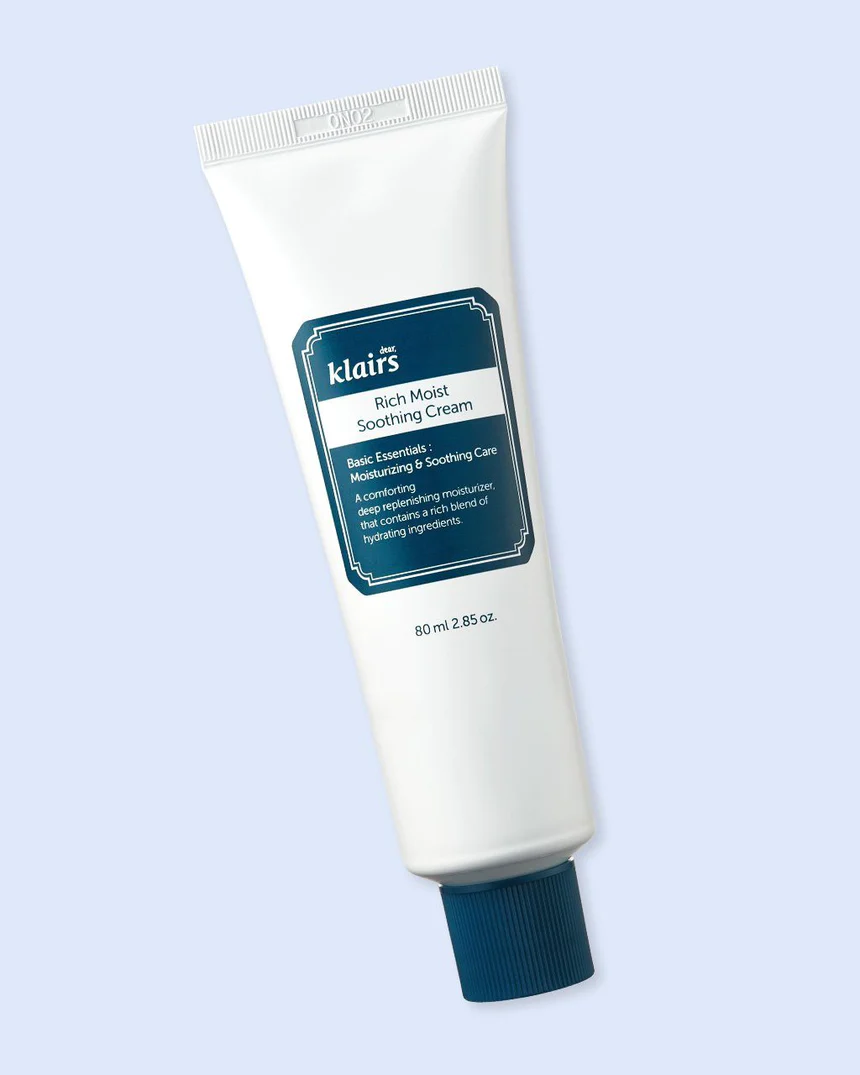 ON02
dear,
klairs
Rich Moist
Soothing Cream
Basic Essentials :
Moisturizing & Soothing Care
A comforting
deep replenishing moisturizer,
that contains a rich blend of
hydrating ingredients.
80 ml 2.85 oz.